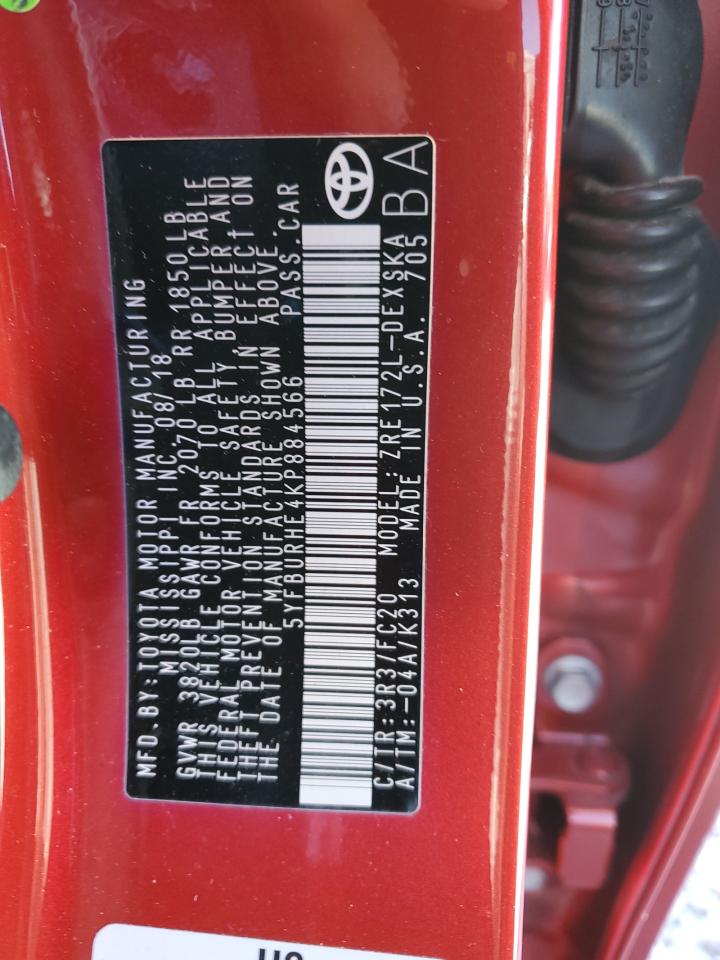 MFD. BY: TOYOTA MOTOR MANUFACTURING
MISSISSIPPI INC. 08/18
GVWR 3820LB GAWR FR 2070 LB RR 1850LB
THIS VEHICLE CONFORMS TO ALL APPLICABLE
FEDERAL MOTOR VEHICLE SAFETY BUMPER AND
THEFT PREVENTION STANDARDS IN EFFECT ON
THE DATE OF MANUFACTURE SHOWN ABOVE.
5YFBURHE4KP884566 PASS. CAR
C/TR: 3R3/FC20 MODEL: ZRE172L-DEXSKA
A/TM: -04A/K313 MADE IN U.S.A. 705
BA